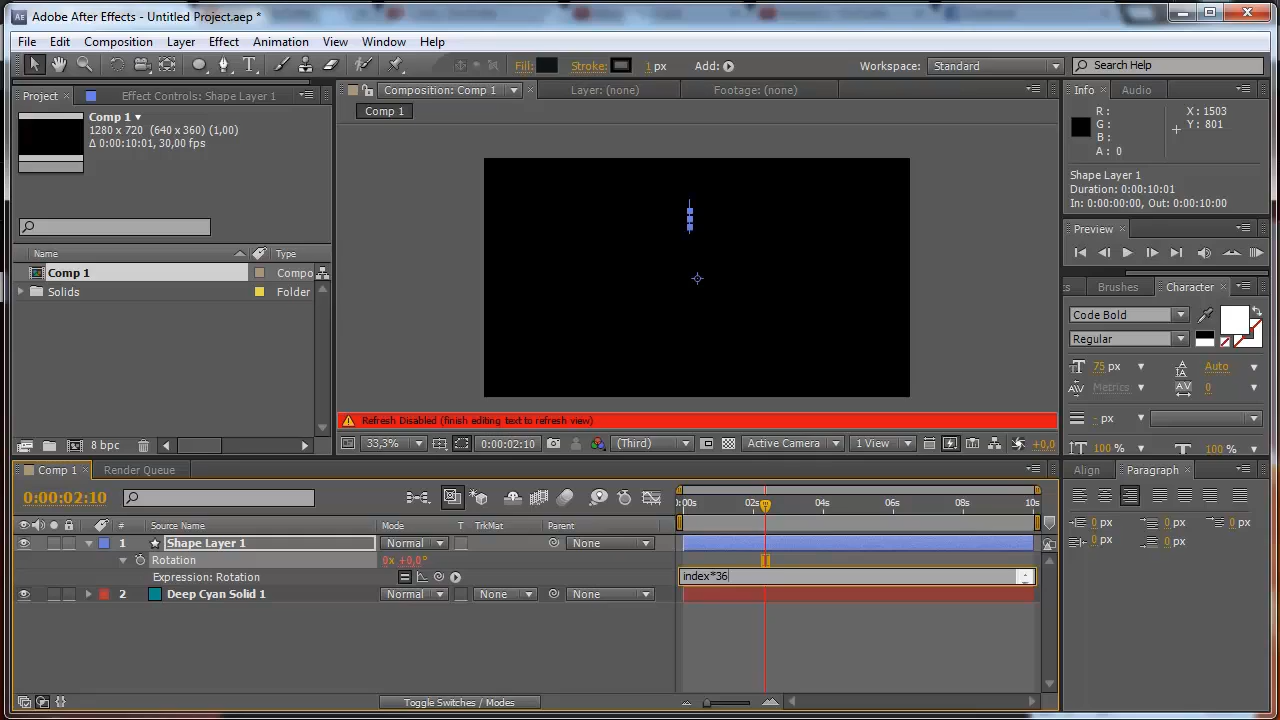 Ae Adobe After Effects - Untitled Project.aep *
File Edit Composition Layer Effect Animation View Window Help
Fill: Stroke: 1 px Add: Workspace: Standard Search Help
Project Effect Controls: Shape Layer 1 Composition: Comp 1 Layer: (none) Footage: (none) Info Audio
Comp 1
Comp 1
1280 x 720 (640 x 360) (1,00)
Δ 0:00:10:01, 30,00 fps
R :
G :
B :
A : 0
X : 1503
Y : 801
Shape Layer 1
Duration: 0:00:10:01
In: 0:00:00:00, Out: 0:00:10:00
Preview
Name Type
Comp 1 Compo
Solids Folder
Brushes Character
Code Bold
Regular
75 px Auto
Metrics 0
- px
100 % 100 %
Refresh Disabled (finish editing text to refresh view)
8 bpc 33,3% 0:00:02:10 (Third) Active Camera 1 View +0,0
Comp 1 Render Queue Align Paragraph
0:00:02:10 :00s 02s 04s 06s 08s 10s
0 px 0 px 0 px
0 px 0 px
# Source Name Mode T TrkMat Parent
1 Shape Layer 1 Normal None
Rotation 0x +0,0°
Expression: Rotation index*36
2 Deep Cyan Solid 1 Normal None None
Toggle Switches / Modes